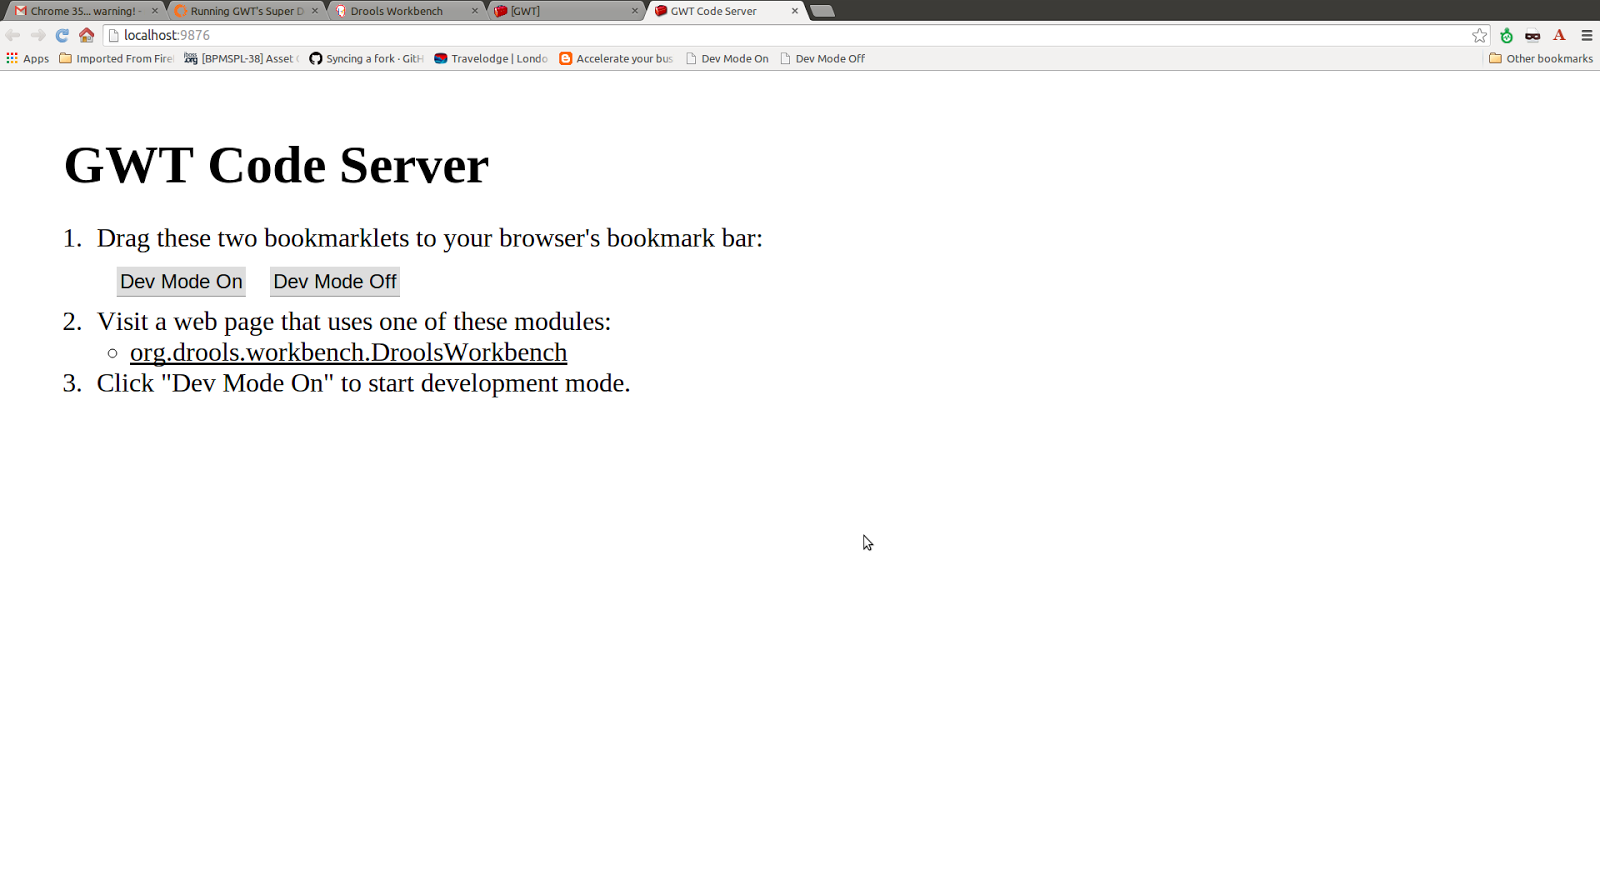 Chrome 35... warning! -
Running GWT's Super D
Drools Workbench
[GWT]
GWT Code Server
localhost:9876
Apps
Imported From Firef
[BPMSPL-38] Asset
Syncing a fork · GitH
Travelodge | Londo
Accelerate your bus
Dev Mode On
Dev Mode Off
Other bookmarks
GWT Code Server
1. Drag these two bookmarklets to your browser's bookmark bar:
Dev Mode On Dev Mode Off
2. Visit a web page that uses one of these modules:
org.drools.workbench.DroolsWorkbench
3. Click "Dev Mode On" to start development mode.